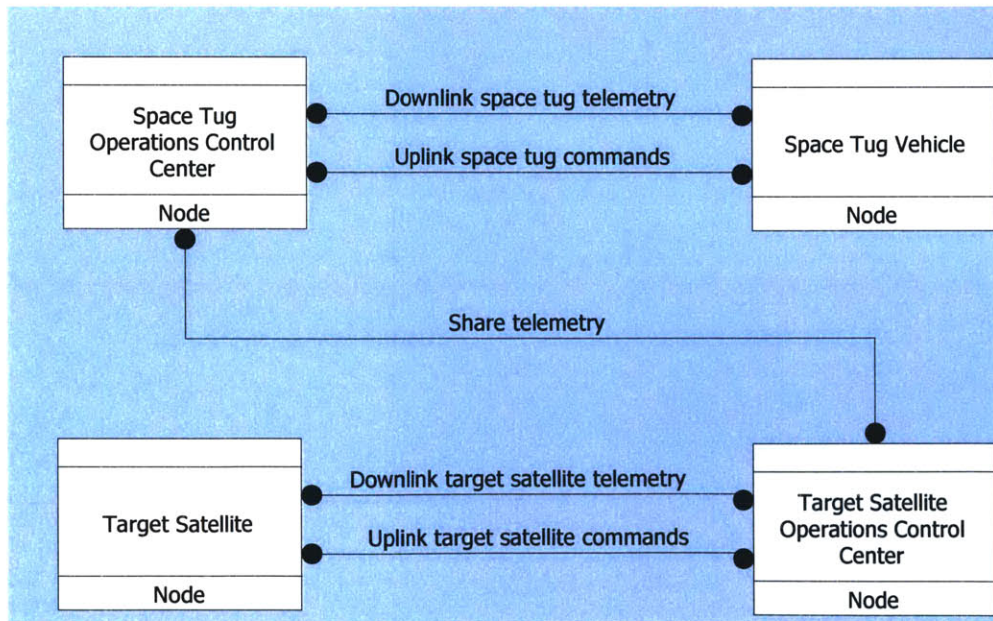 Space Tug
Operations Control
Center
Node
Downlink space tug telemetry
Uplink space tug commands
Space Tug Vehicle
Node
Share telemetry
Target Satellite
Node
Downlink target satellite telemetry
Uplink target satellite commands
Target Satellite
Operations Control
Center
Node